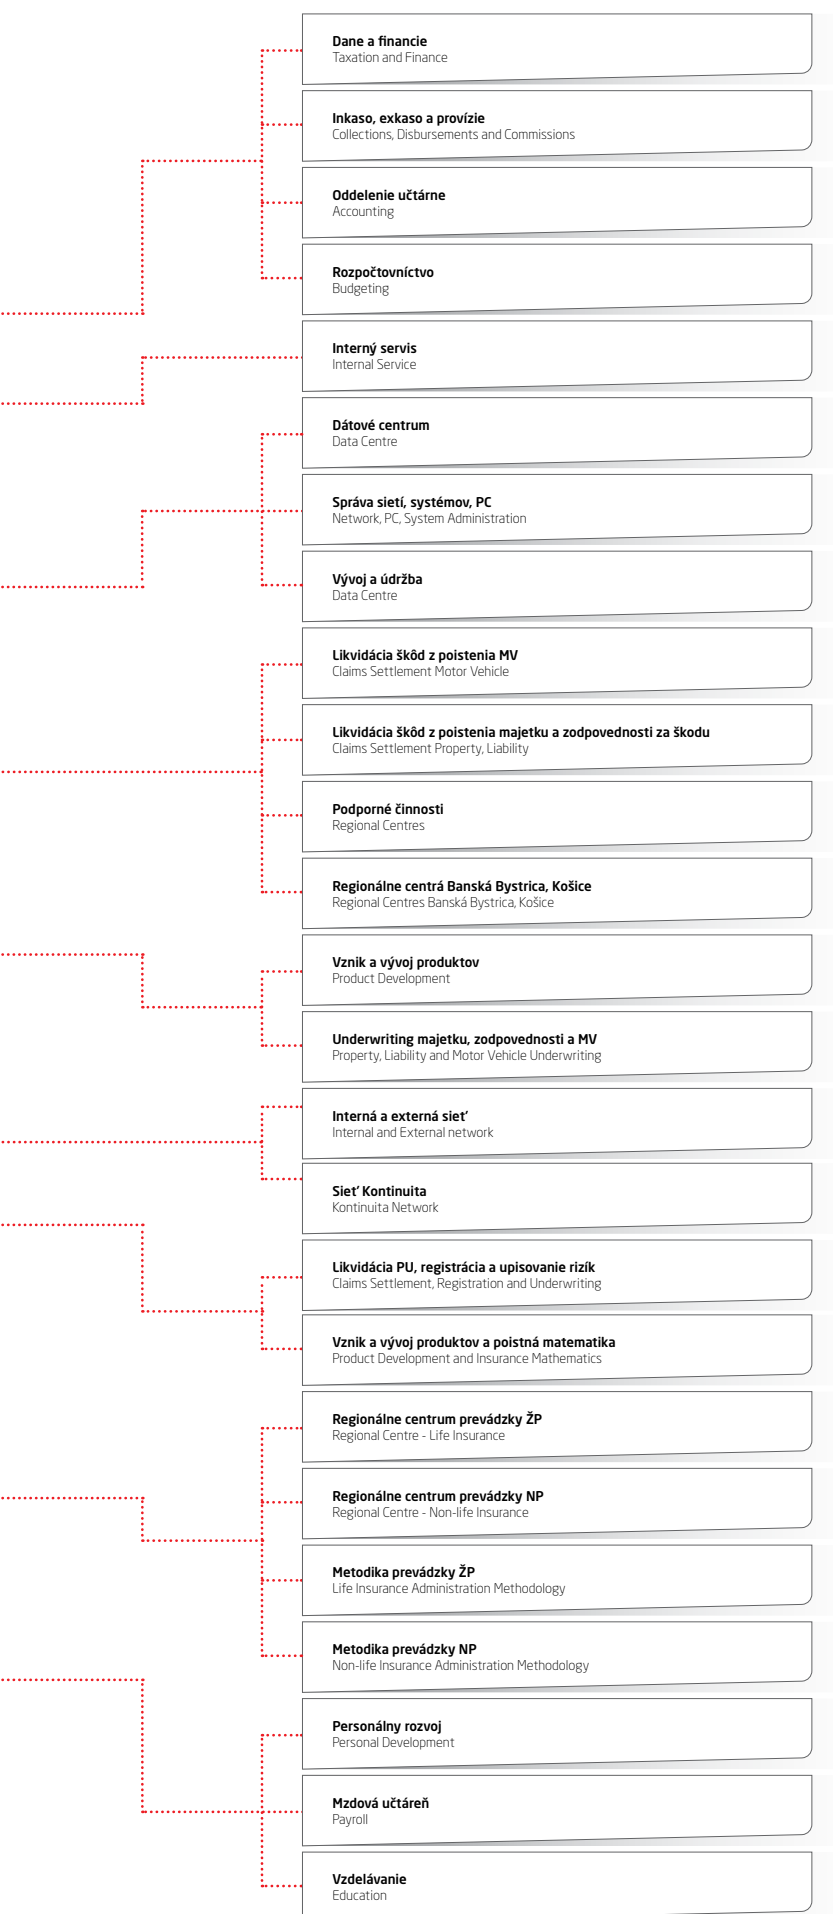 Dane a financie
Taxation and Finance
Inkaso, exkaso a provízie
Collections, Disbursements and Commissions
Oddelenie učtárne
Accounting
Rozpočtovníctvo
Budgeting
Interný servis
Internal Service
Dátové centrum
Data Centre
Správa sietí, systémov, PC
Network, PC, System Administration
Vývoj a údržba
Data Centre
Likvidácia škôd z poistenia MV
Claims Settlement Motor Vehicle
Likvidácia škôd z poistenia majetku a zodpovednosti za škodu
Claims Settlement Property, Liability
Podporné činnosti
Regional Centres
Regionálne centrá Banská Bystrica, Košice
Regional Centres Banská Bystrica, Košice
Vznik a vývoj produktov
Product Development
Underwriting majetku, zodpovednosti a MV
Property, Liability and Motor Vehicle Underwriting
Interná a externá sieť
Internal and External network
Sieť Kontinuita
Kontinuita Network
Likvidácia PU, registrácia a upisovanie rizík
Claims Settlement, Registration and Underwriting
Vznik a vývoj produktov a poistná matematika
Product Development and Insurance Mathematics
Regionálne centrum prevádzky ŽP
Regional Centre - Life Insurance
Regionálne centrum prevádzky NP
Regional Centre - Non-life Insurance
Metodika prevádzky ŽP
Life Insurance Administration Methodology
Metodika prevádzky NP
Non-life Insurance Administration Methodology
Personálny rozvoj
Personal Development
Mzdová učtáreň
Payroll
Vzdelávanie
Education